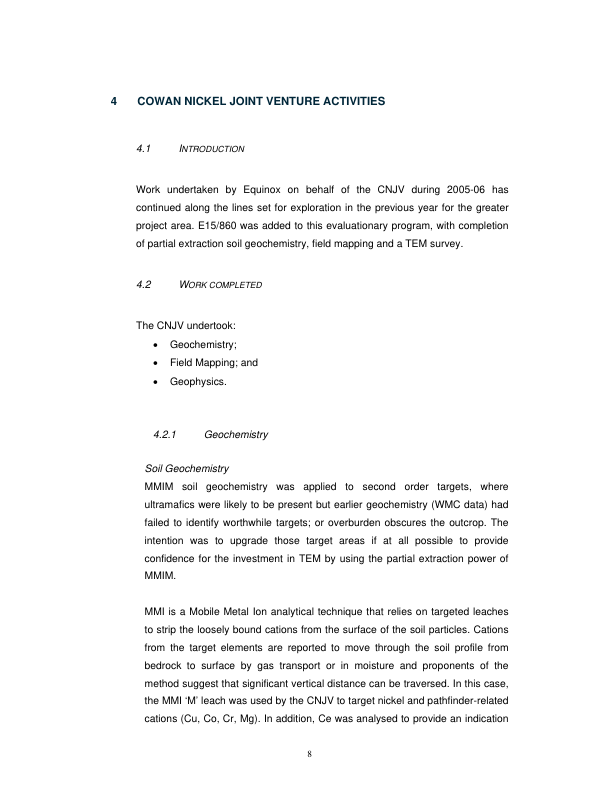 4 COWAN NICKEL JOINT VENTURE ACTIVITIES
4.1 INTRODUCTION
Work undertaken by Equinox on behalf of the CNJV during 2005-06 has
continued along the lines set for exploration in the previous year for the greater
project area. E15/860 was added to this evaluationary program, with completion
of partial extraction soil geochemistry, field mapping and a TEM survey.
4.2 WORK COMPLETED
The CNJV undertook:
• Geochemistry;
• Field Mapping; and
• Geophysics.
4.2.1 Geochemistry
Soil Geochemistry
MMIM soil geochemistry was applied to second order targets, where
ultramafics were likely to be present but earlier geochemistry (WMC data) had
failed to identify worthwhile targets; or overburden obscures the outcrop. The
intention was to upgrade those target areas if at all possible to provide
confidence for the investment in TEM by using the partial extraction power of
MMIM.
MMI is a Mobile Metal Ion analytical technique that relies on targeted leaches
to strip the loosely bound cations from the surface of the soil particles. Cations
from the target elements are reported to move through the soil profile from
bedrock to surface by gas transport or in moisture and proponents of the
method suggest that significant vertical distance can be traversed. In this case,
the MMI ‘M’ leach was used by the CNJV to target nickel and pathfinder-related
cations (Cu, Co, Cr, Mg). In addition, Ce was analysed to provide an indication
8